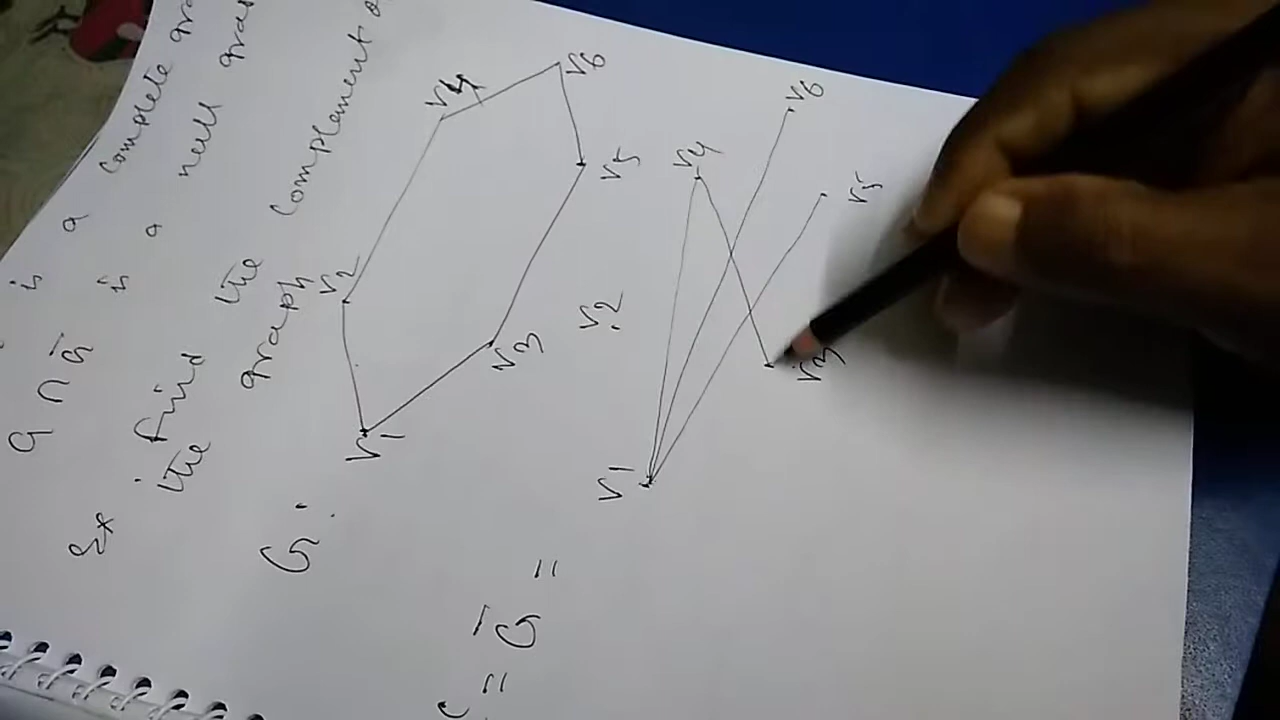 is a complete gra
G ∩ G̅ is a null gra
Ex find the complement o
the graph
G:
v4
v6
v2
v5
v1
v3
= G̅ =
v4
v6
v2
v5
v1
v3